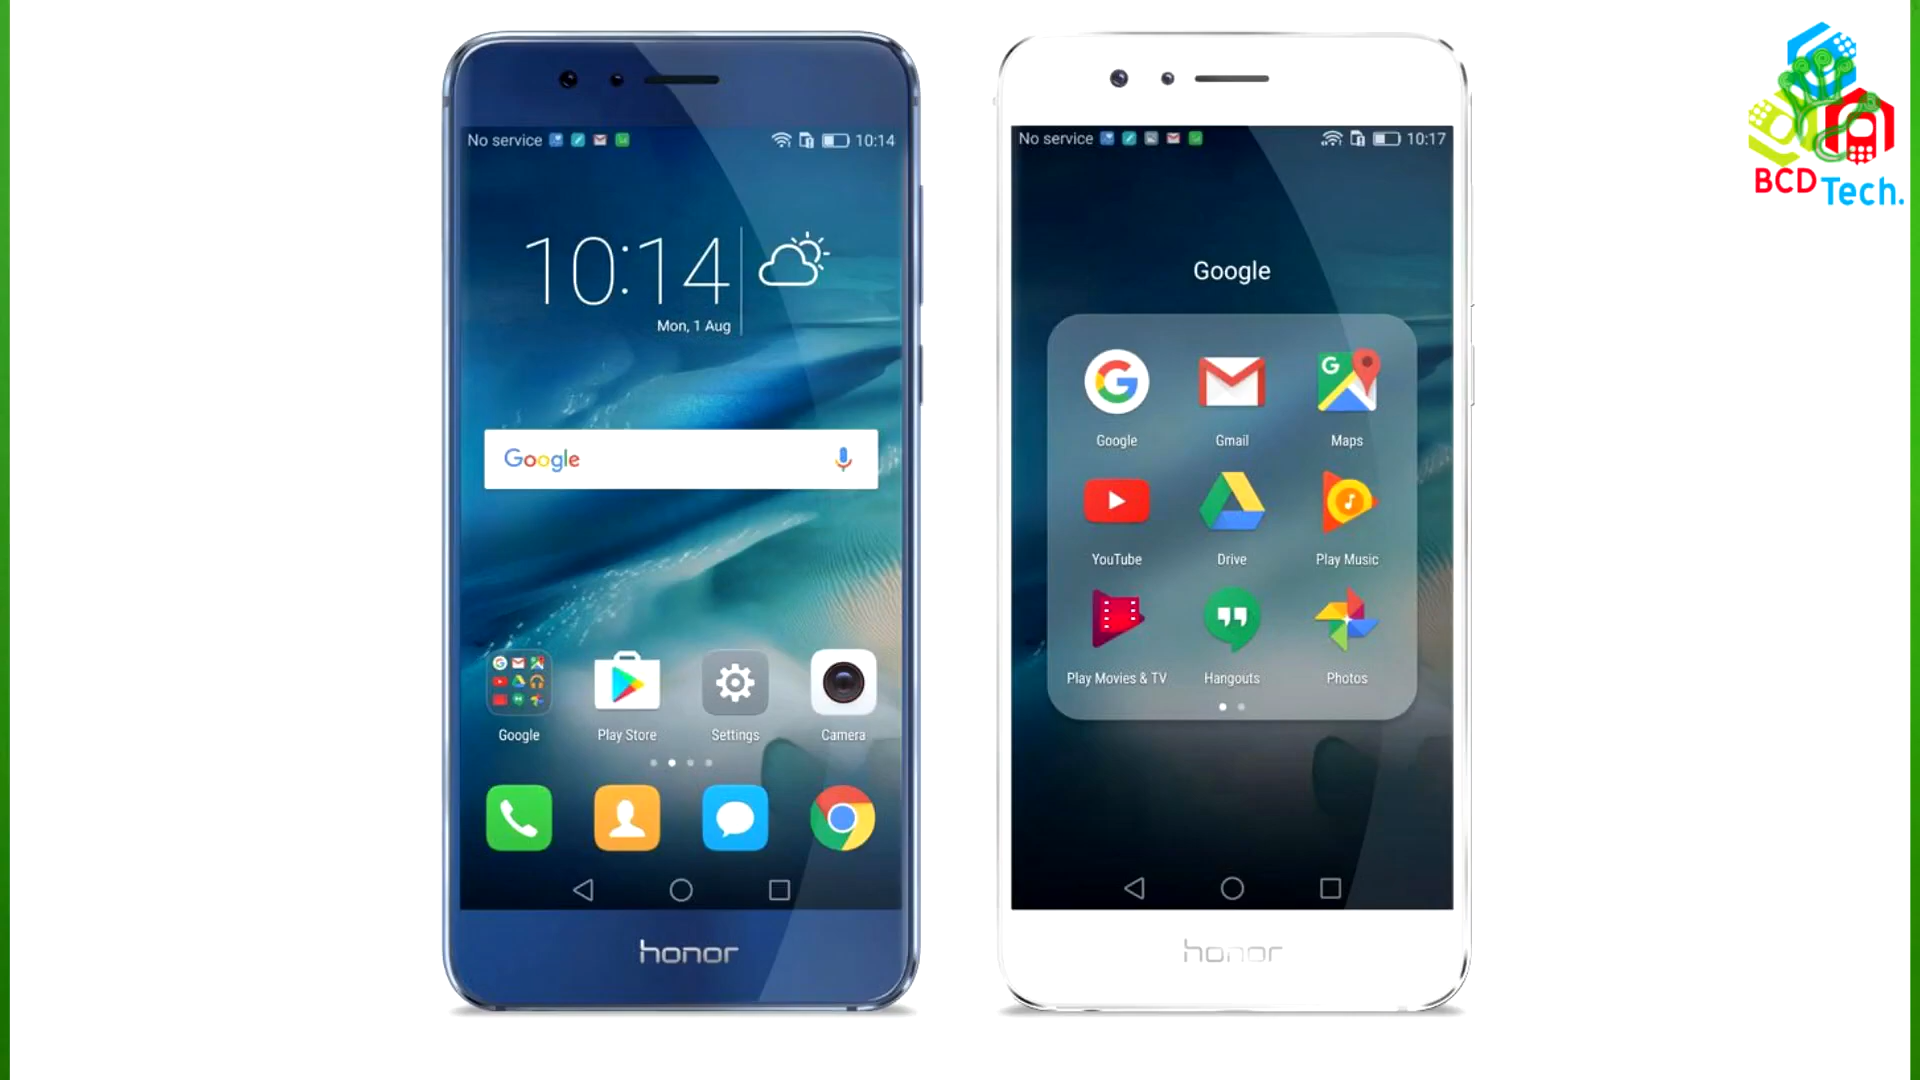 No service
10:14
10:14
Mon, 1 Aug
Google
Google
Play Store
Settings
Camera
honor
No service
10:17
Google
Google
Gmail
Maps
YouTube
Drive
Play Music
Play Movies & TV
Hangouts
Photos
honor
BCD Tech.